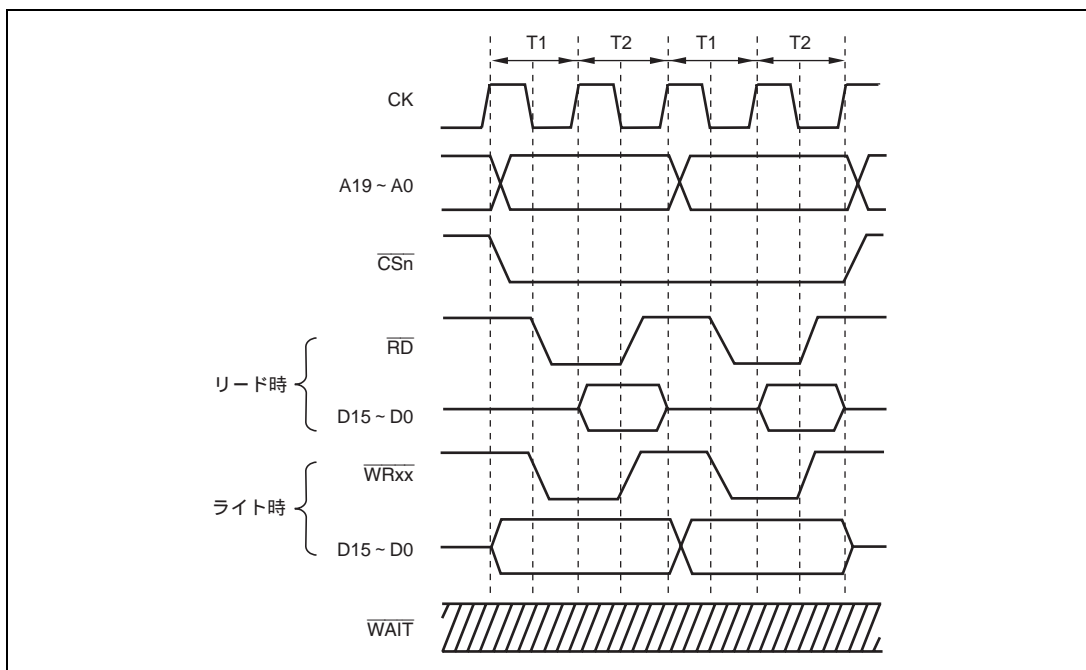 T1 T2 T1 T2
CK
A19 ~ A0
CSn
RD
リード時
D15 ~ D0
WRxx
ライト時
D15 ~ D0
WAIT